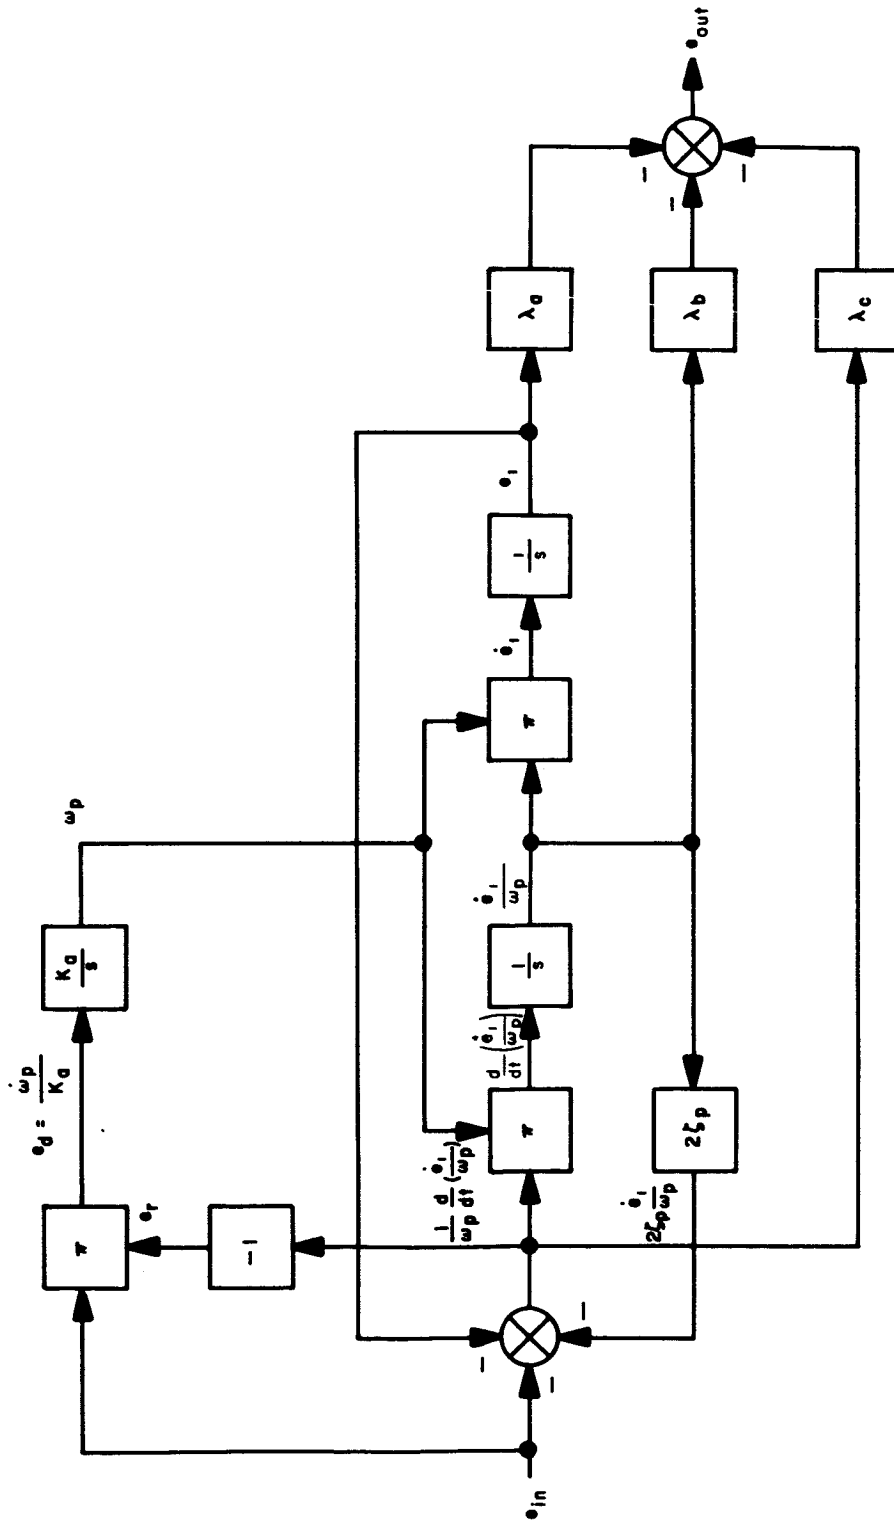 e_in
π
-1
e_r
e_d = ω̇_p / K_a
K_a / s
ω_p
-
-
-
1/ω_p d/dt (ė_1/ω_p)
π
d/dt (ė_1/ω_p)
1/s
ė_1/ω_p
π
ė_1
1/s
e_1
2ζ_p
2ζ_p ė_1/ω_p
λ_a
λ_b
λ_c
-
-
-
e_out